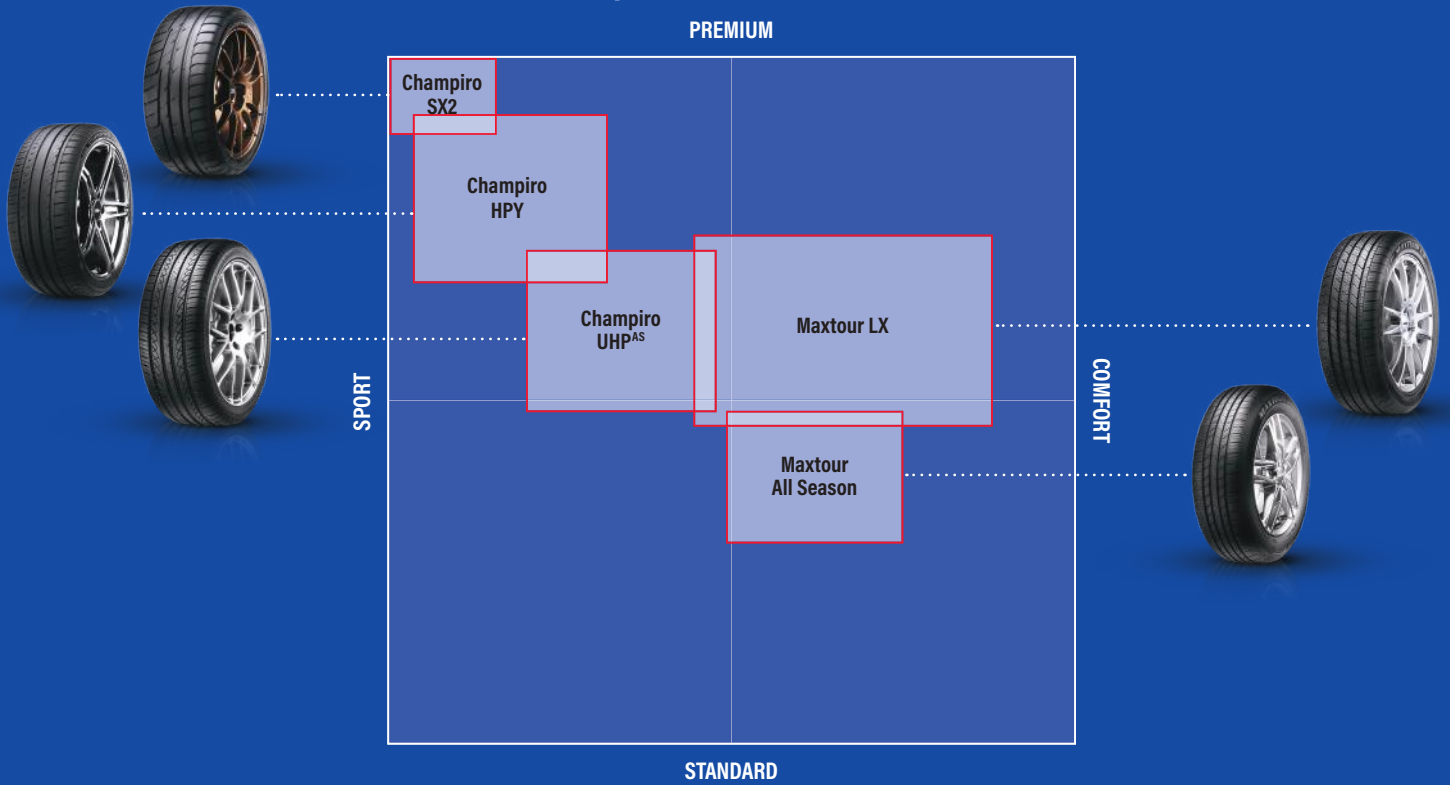 PREMIUM
Champiro
SX2
Champiro
HPY
Champiro
UHPAS
Maxtour LX
SPORT
COMFORT
Maxtour
All Season
STANDARD